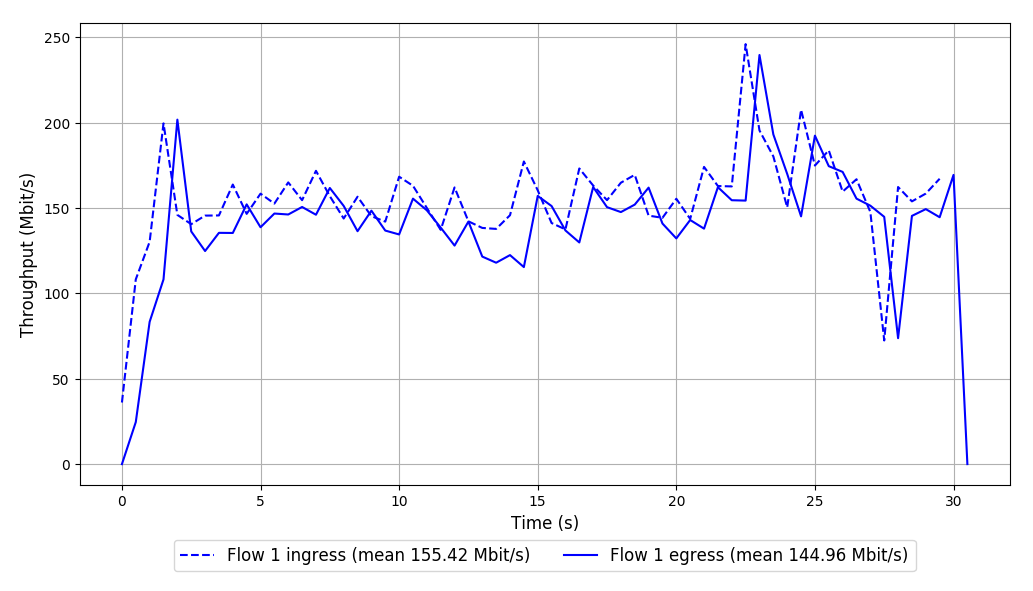 250
200
150
100
50
0
Throughput (Mbit/s)
0 5 10 15 20 25 30
Time (s)
Flow 1 ingress (mean 155.42 Mbit/s) Flow 1 egress (mean 144.96 Mbit/s)